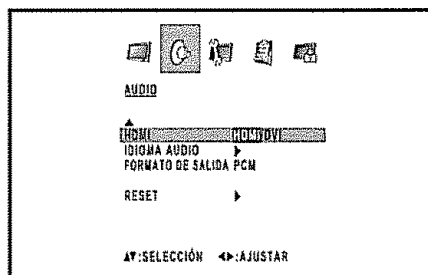 AUDIO
▲
HDMI HDMI/DVI
IDIOMA AUDIO ▶
FORMATO DE SALIDA PCM
RESET ▶
▲▼:SELECCIÓN ◀▶:AJUSTAR